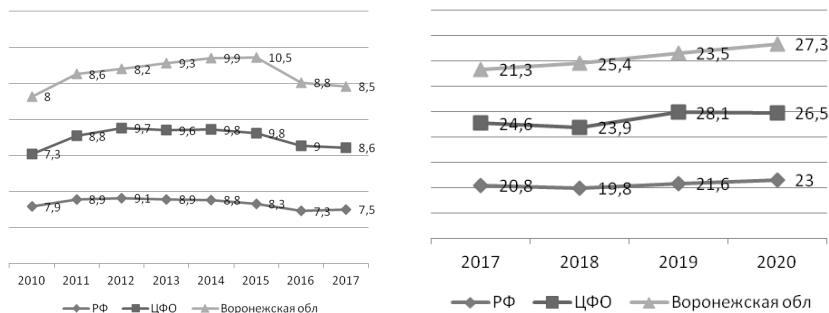 8 8,6 8,2 9,3 9,9 10,5 8,8 8,5
7,3 8,8 9,7 9,6 9,8 9,8 9 8,6
7,9 8,9 9,1 8,9 8,8 8,3 7,3 7,5
2010 2011 2012 2013 2014 2015 2016 2017
РФ ЦФО Воронежская обл
21,3 25,4 23,5 27,3
24,6 23,9 28,1 26,5
20,8 19,8 21,6 23
2017 2018 2019 2020
РФ ЦФО Воронежская обл